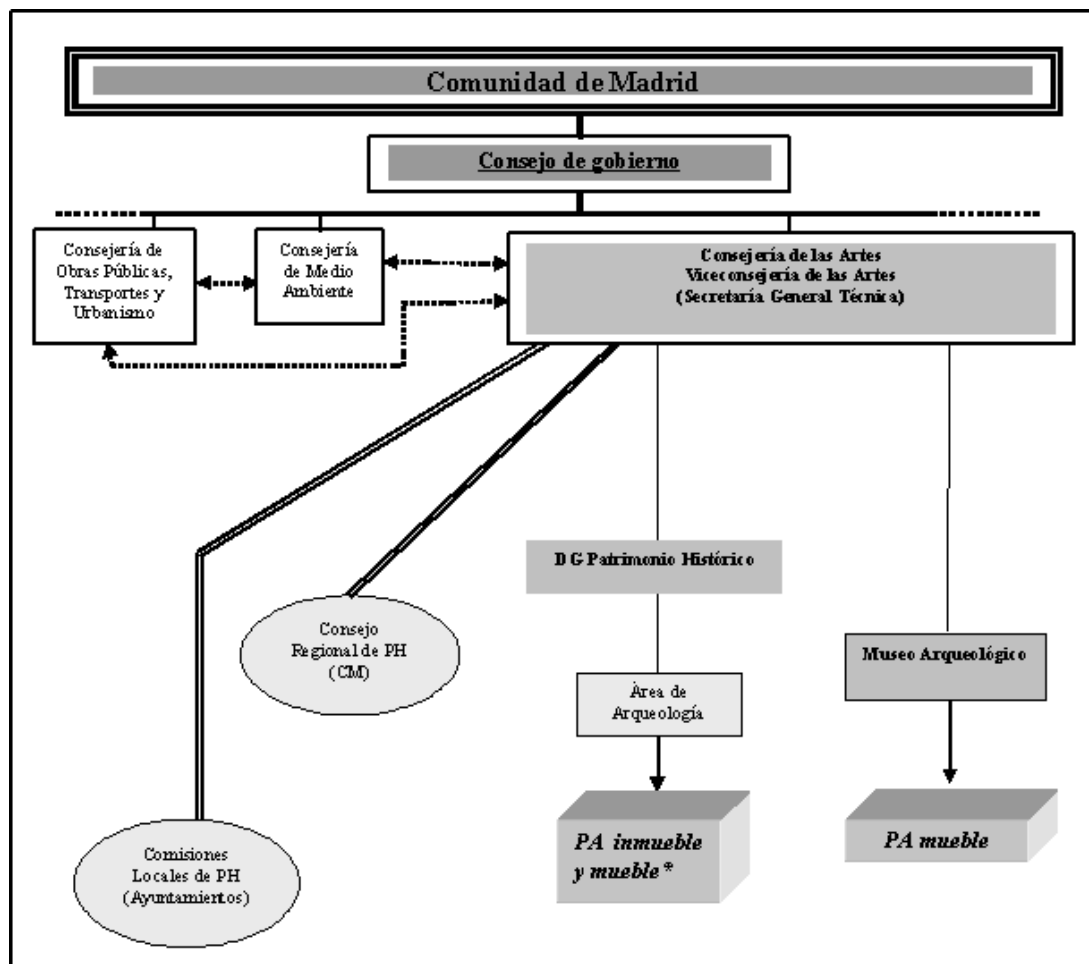 Comunidad de Madrid
Consejo de gobierno
Consejería de
Obras Públicas,
Transportes y
Urbanismo
Consejería
de Medio
Ambiente
Consejería de las Artes
Viceconsejería de las Artes
(Secretaría General Técnica)
DG Patrimonio Histórico
Consejo
Regional de PH
(CM)
Museo Arqueológico
Área de
Arqueología
PA inmueble
y mueble *
PA mueble
Comisiones
Locales de PH
(Ayuntamientos)